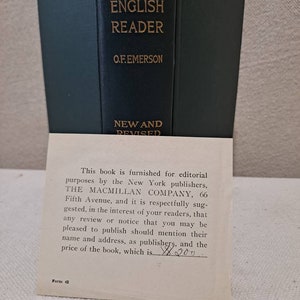 ENGLISH
READER
O.F. EMERSON
NEW AND
REVISED
This book is furnished for editorial
purposes by the New York publishers,
THE MACMILLAN COMPANY, 66
Fifth Avenue, and it is respectfully sug-
gested, in the interest of your readers, that
any review or notice that you may be
pleased to publish should mention their
name and address, as publishers, and the
price of the book, which is
Form 42